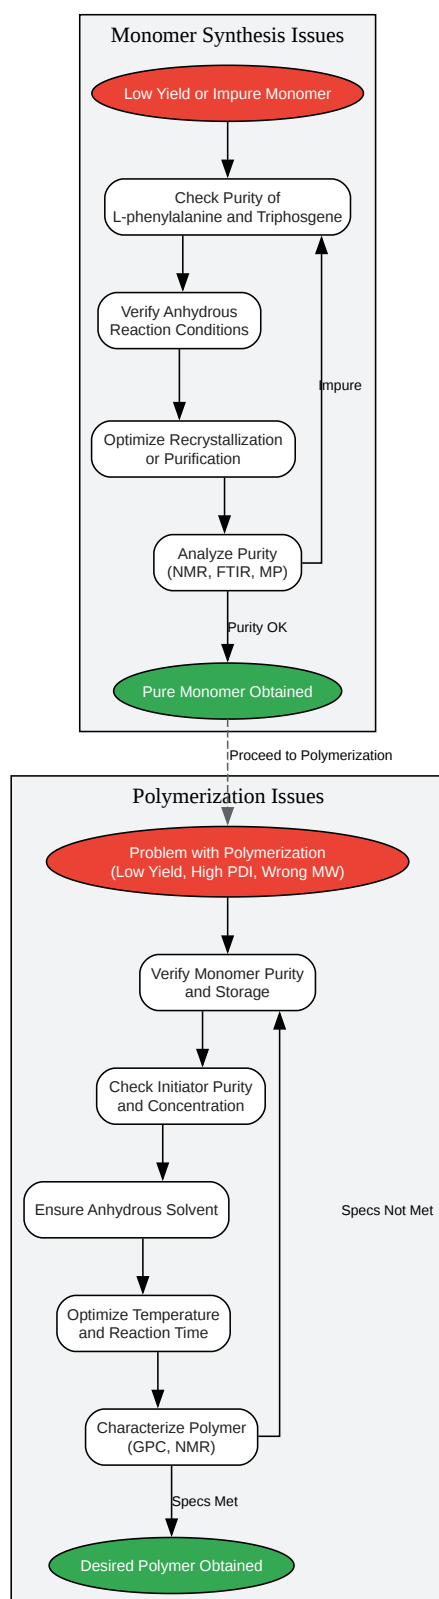 Monomer Synthesis Issues
Low Yield or Impure Monomer
Check Purity of
L-phenylalanine and Triphosgene
Verify Anhydrous
Reaction Conditions
Impure
Optimize Recrystallization
or Purification
Analyze Purity
(NMR, FTIR, MP)
Purity OK
Pure Monomer Obtained
Proceed to Polymerization
Polymerization Issues
Problem with Polymerization
(Low Yield, High PDI, Wrong MW)
Verify Monomer Purity
and Storage
Check Initiator Purity
and Concentration
Ensure Anhydrous Solvent
Specs Not Met
Optimize Temperature
and Reaction Time
Characterize Polymer
(GPC, NMR)
Specs Met
Desired Polymer Obtained